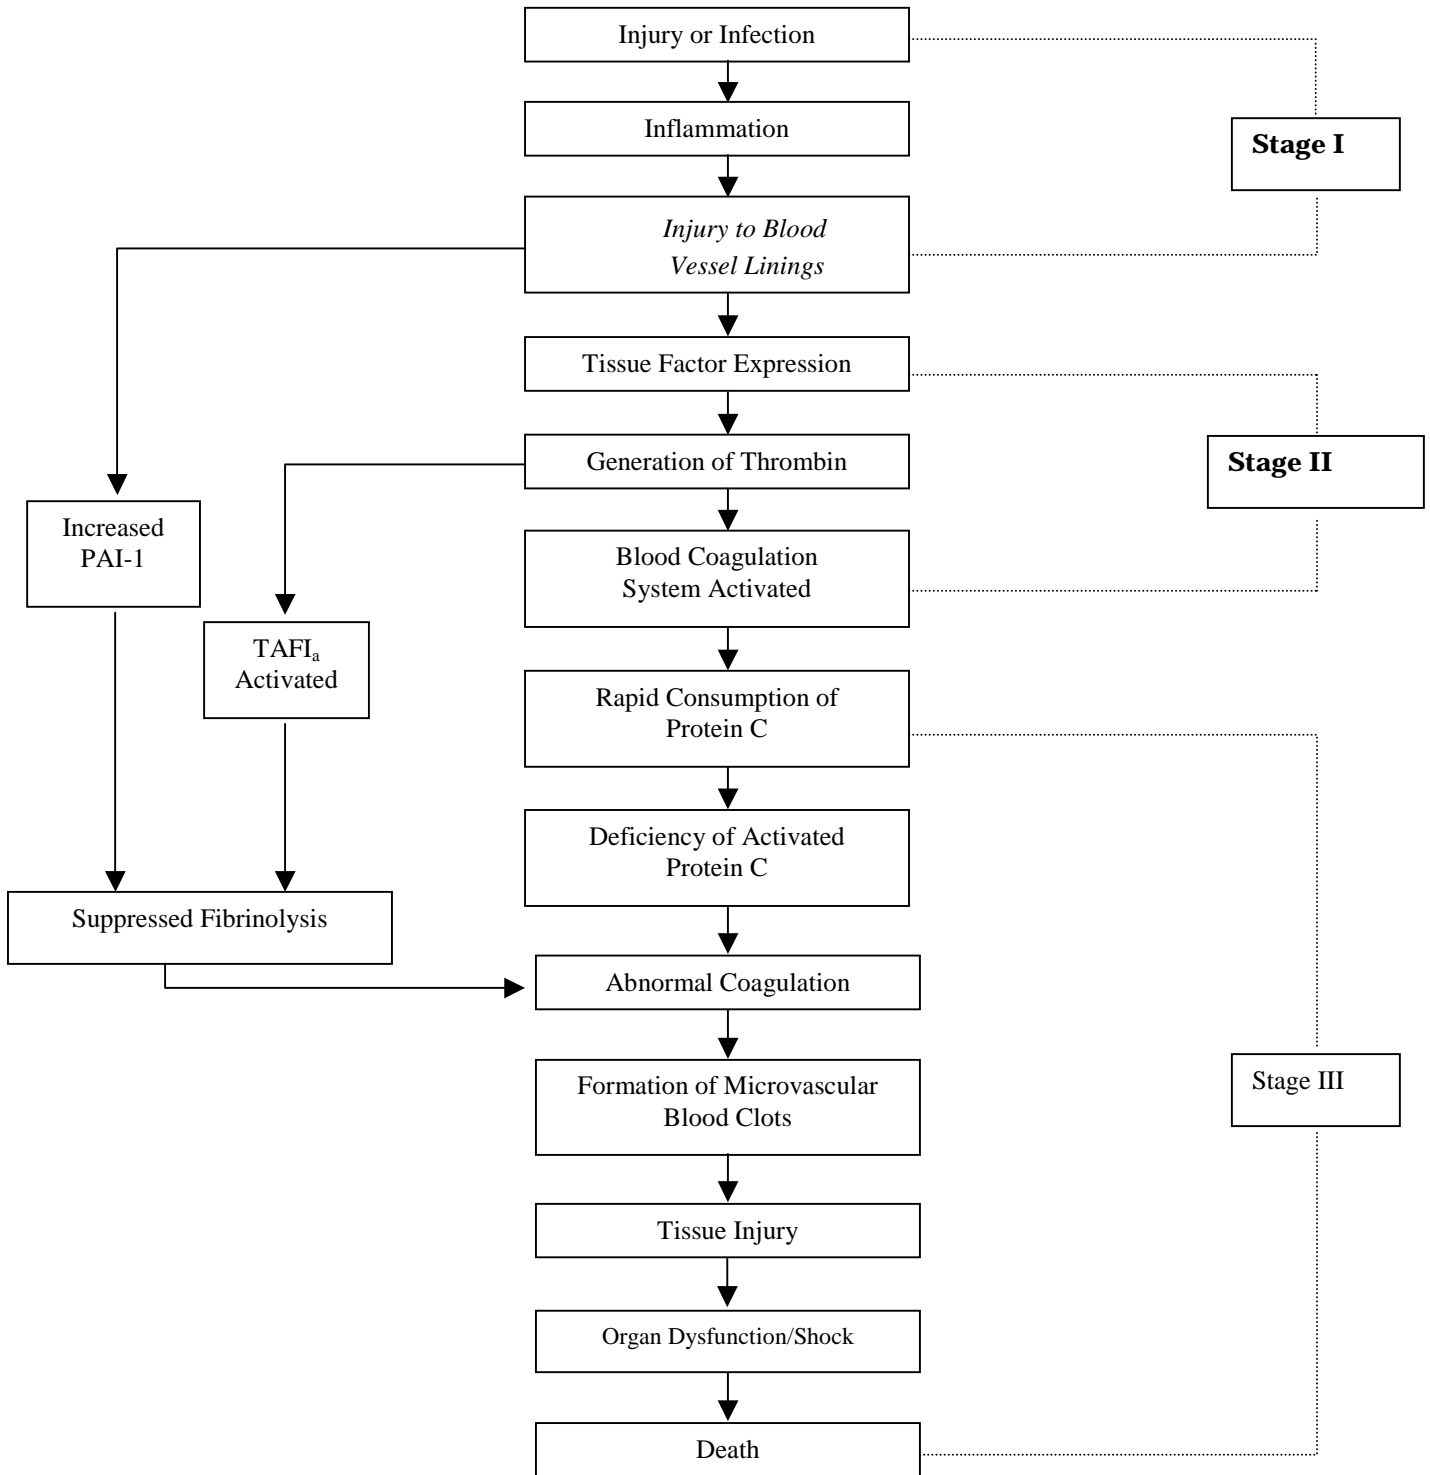 Injury or Infection
Inflammation
Stage I
Injury to Blood
Vessel Linings
Tissue Factor Expression
Generation of Thrombin
Stage II
Increased
PAI-1
Blood Coagulation
System Activated
TAFIa
Activated
Rapid Consumption of
Protein C
Deficiency of Activated
Protein C
Suppressed Fibrinolysis
Abnormal Coagulation
Formation of Microvascular
Blood Clots
Stage III
Tissue Injury
Organ Dysfunction/Shock
Death